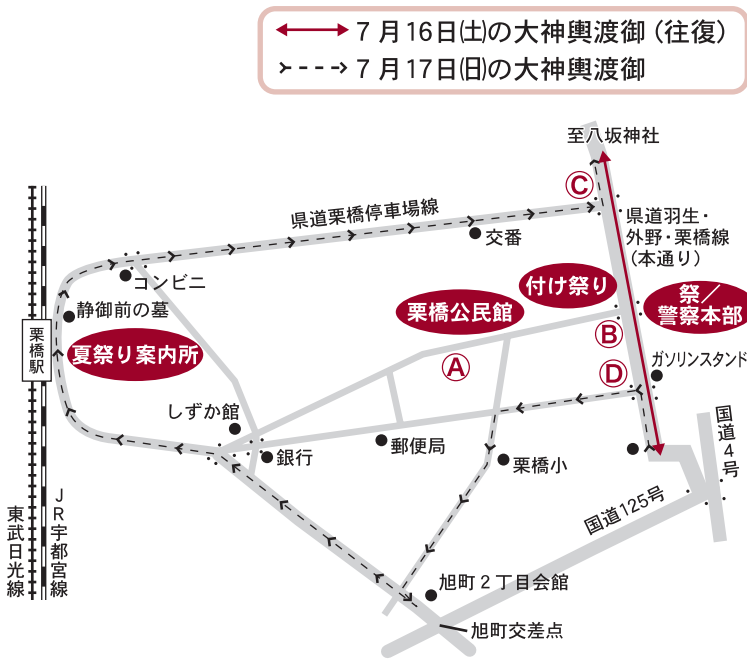 7月16日㈯の大神輿渡御（往復）
7月17日㈰の大神輿渡御
至八坂神社
Ⓒ
県道栗橋停車場線
交番
県道羽生・
外野・栗橋線
（本通り）
コンビニ
付け祭り
祭／
警察本部
静御前の墓
栗橋公民館
栗橋駅
夏祭り案内所
Ⓑ
Ⓐ
Ⓓ
ガソリンスタンド
しずか館
銀行
郵便局
栗橋小
国道4号
国道125号
東武日光線
JR宇都宮線
旭町2丁目会館
旭町交差点